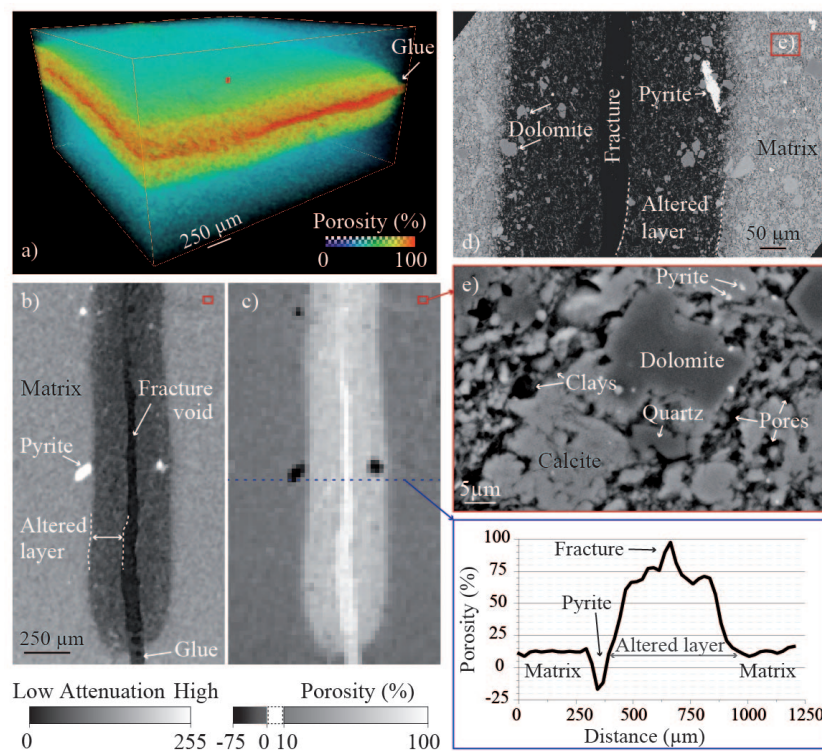 Glue
250 µm
Porosity (%)
0 100
a)
e)
Pyrite
Dolomite
Fracture
Matrix
Altered
layer
50 µm
d)
b)
Matrix
Fracture
void
Pyrite
Altered
layer
250 µm
Glue
c)
e)
Pyrite
Dolomite
Clays
Quartz
Pores
Calcite
5µm
Low Attenuation High
0 255
Porosity (%)
-75 0 10 100
Porosity (%)
100
75
50
25
0
-25
Fracture
Pyrite
Altered layer
Matrix
Matrix
0 250 500 750 1000 1250
Distance (µm)